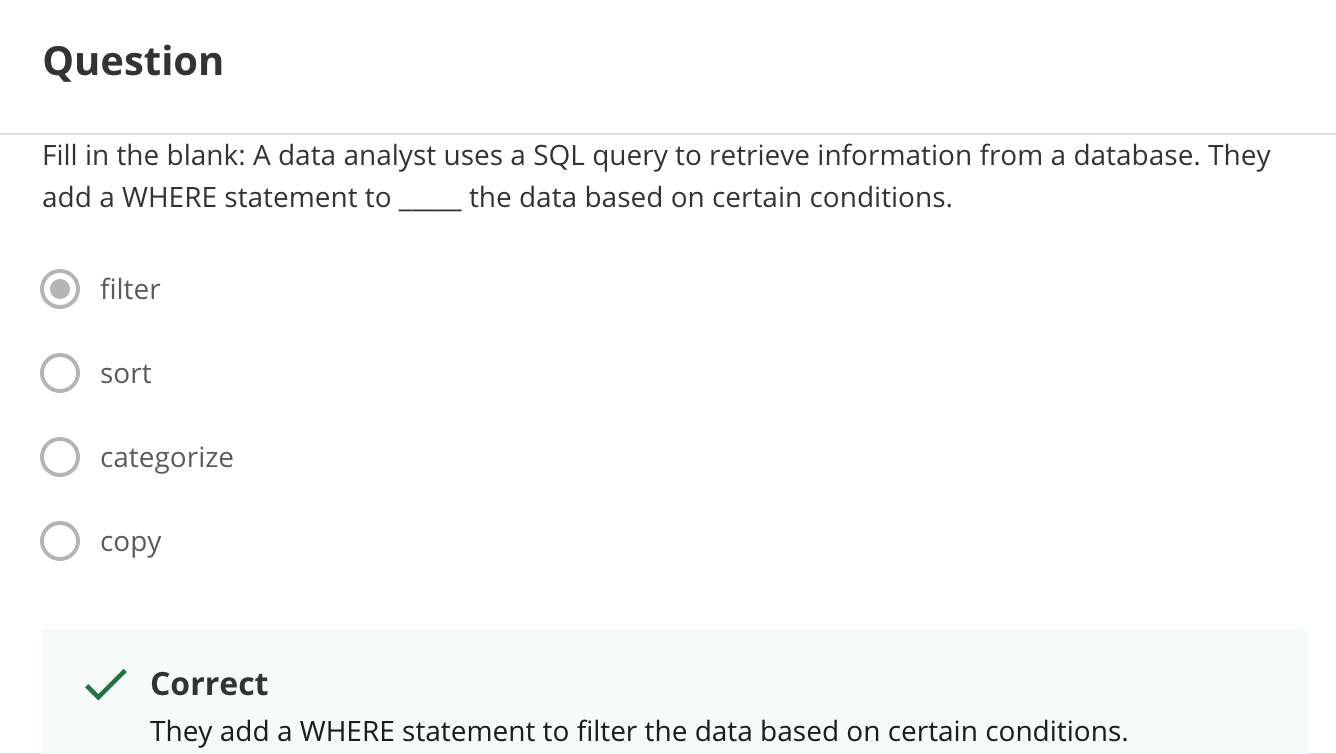 Question
Fill in the blank: A data analyst uses a SQL query to retrieve information from a database. They
add a WHERE statement to _____ the data based on certain conditions.
filter
sort
categorize
copy
Correct
They add a WHERE statement to filter the data based on certain conditions.